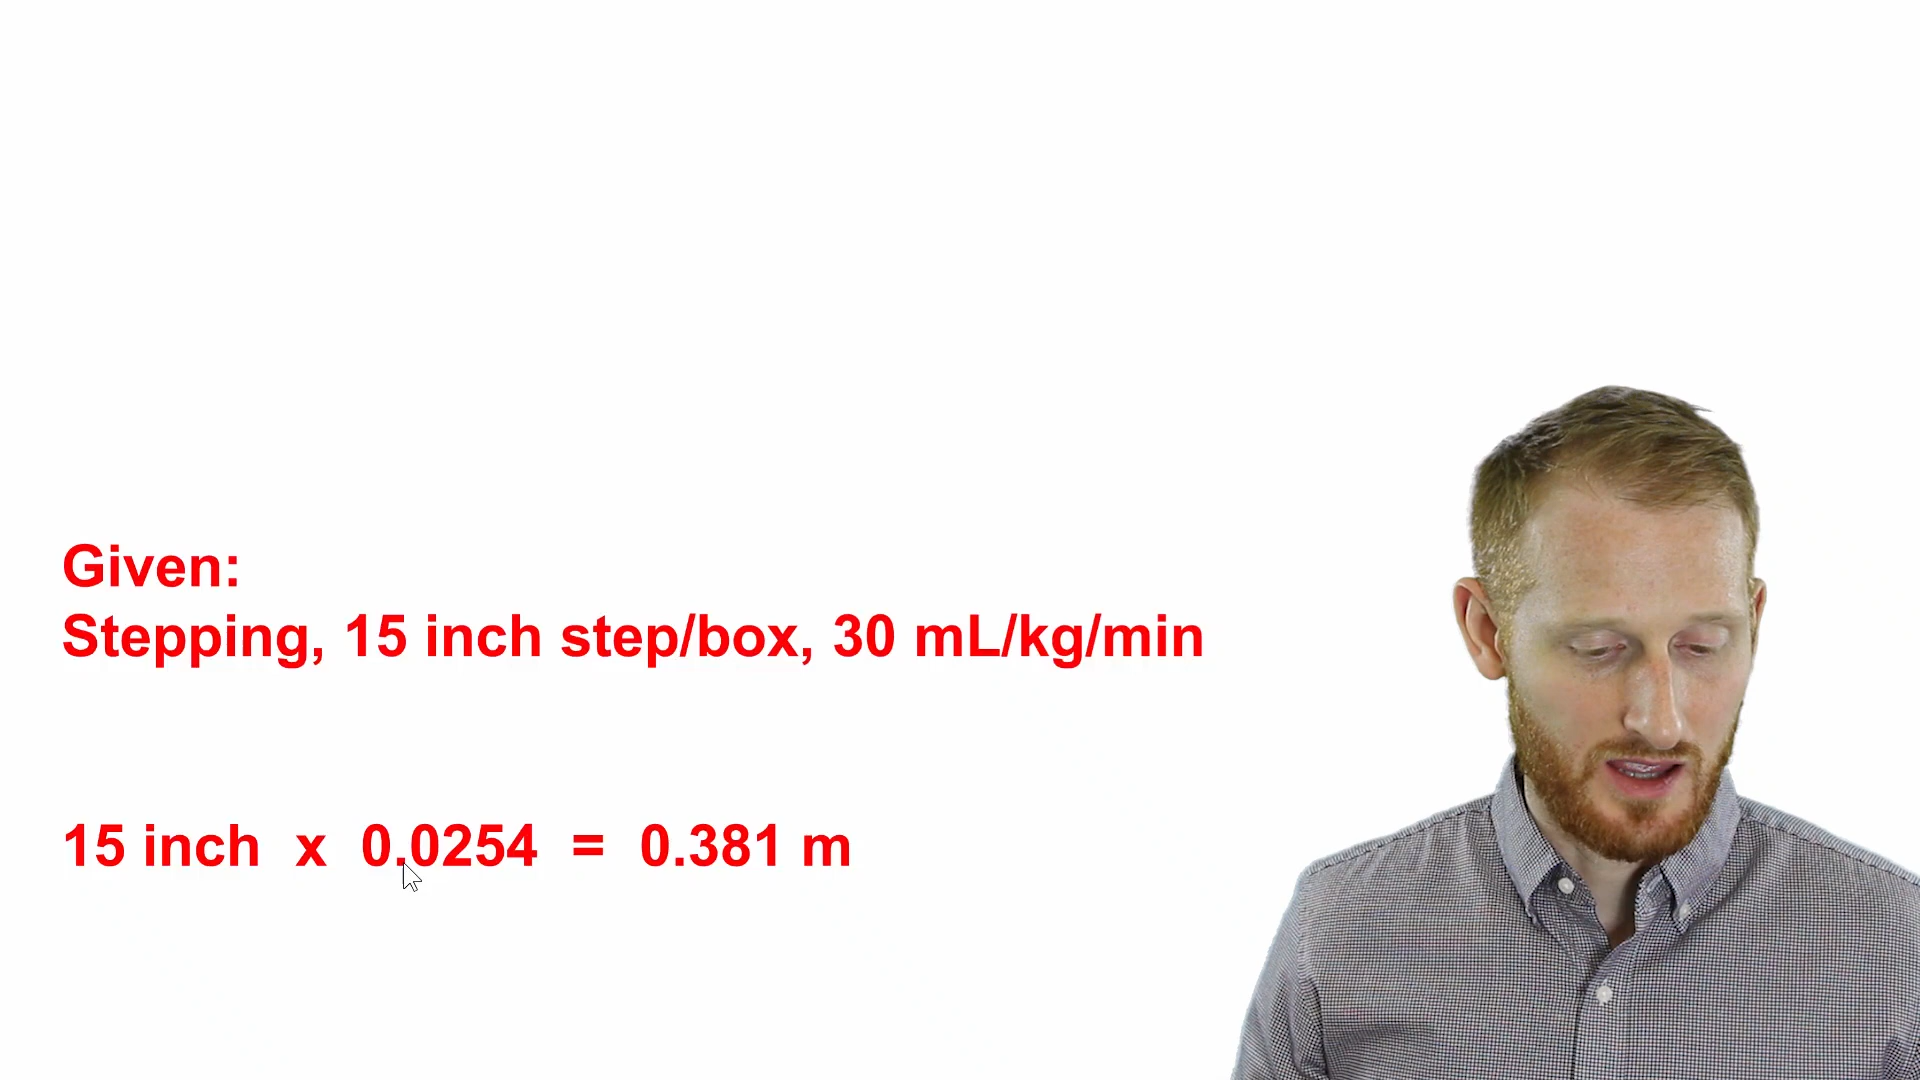 Given:
Stepping, 15 inch step/box, 30 mL/kg/min
15 inch x 0.0254 = 0.381 m